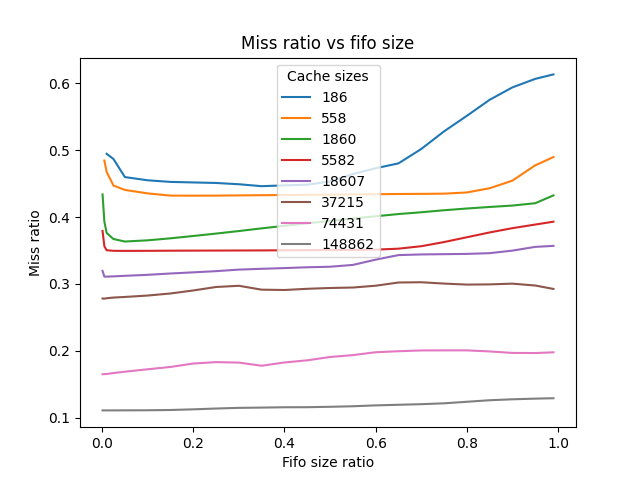 Miss ratio vs fifo size
Cache sizes
186
558
1860
5582
18607
37215
74431
148862
Miss ratio
0.6
0.5
0.4
0.3
0.2
0.1
0.0 0.2 0.4 0.6 0.8 1.0
Fifo size ratio